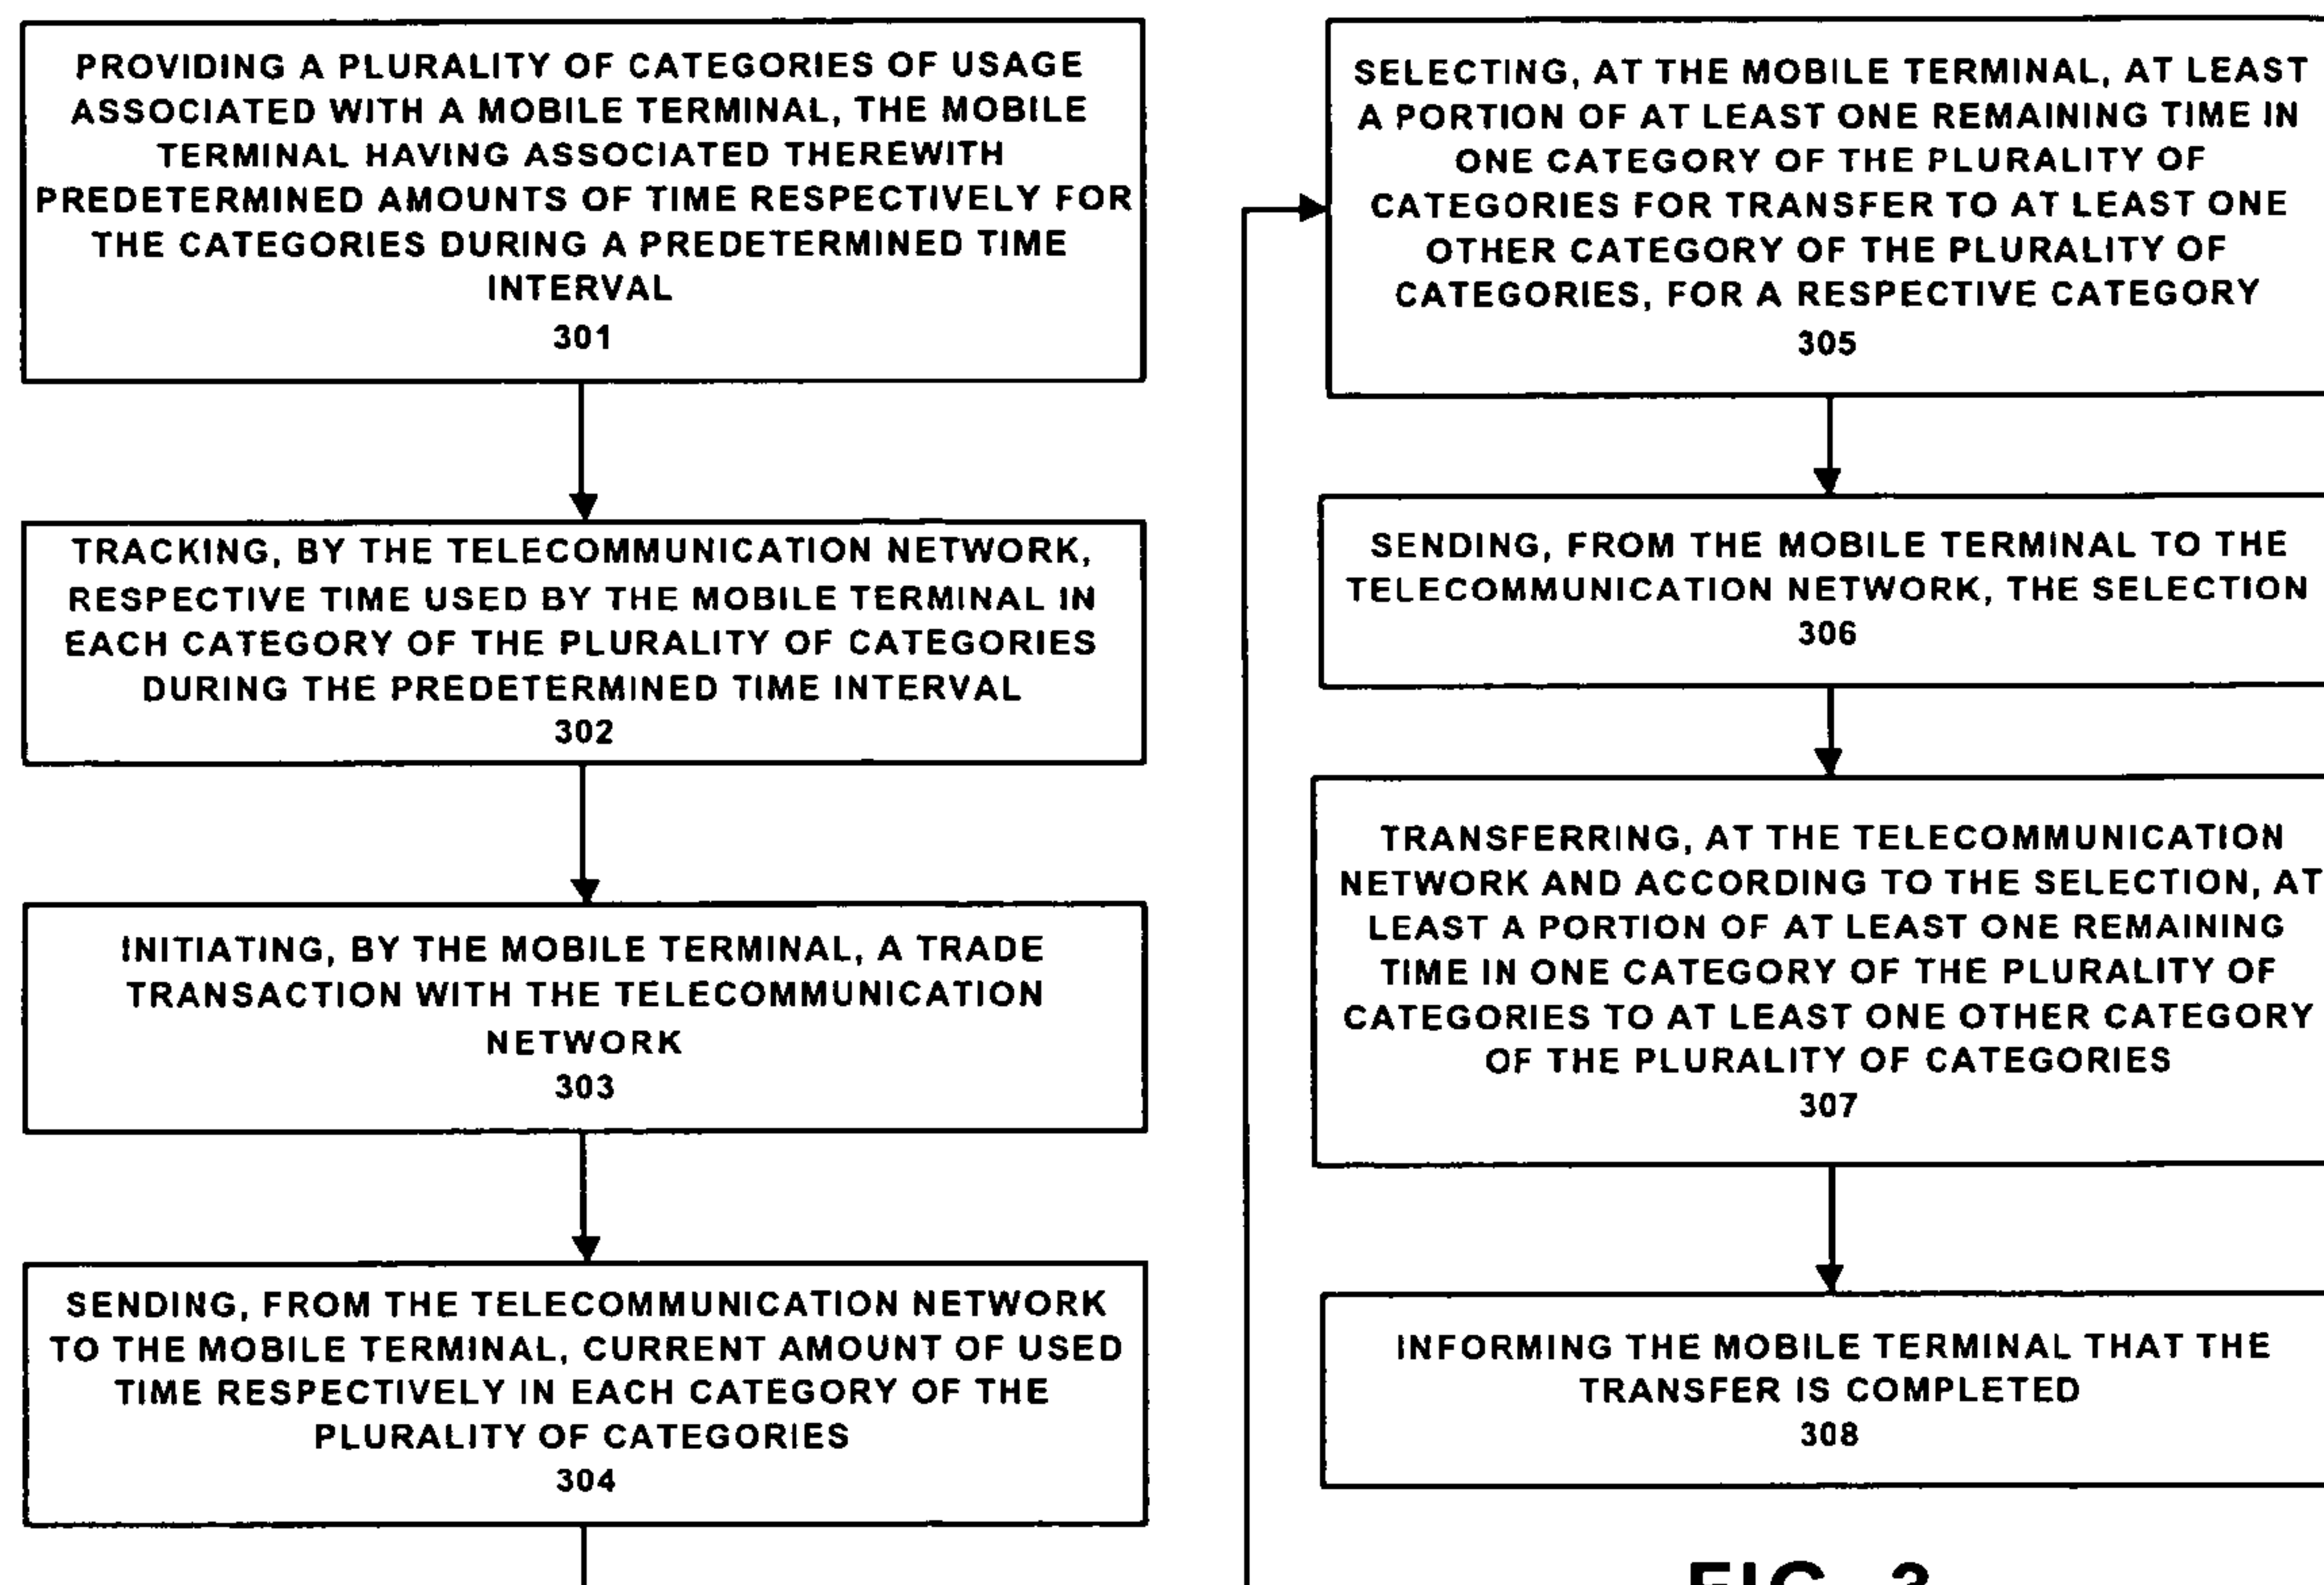 PROVIDING A PLURALITY OF CATEGORIES OF USAGE
ASSOCIATED WITH A MOBILE TERMINAL, THE MOBILE
TERMINAL HAVING ASSOCIATED THEREWITH
PREDETERMINED AMOUNTS OF TIME RESPECTIVELY FOR
THE CATEGORIES DURING A PREDETERMINED TIME
INTERVAL
301
TRACKING, BY THE TELECOMMUNICATION NETWORK,
RESPECTIVE TIME USED BY THE MOBILE TERMINAL IN
EACH CATEGORY OF THE PLURALITY OF CATEGORIES
DURING THE PREDETERMINED TIME INTERVAL
302
INITIATING, BY THE MOBILE TERMINAL, A TRADE
TRANSACTION WITH THE TELECOMMUNICATION
NETWORK
303
SENDING, FROM THE TELECOMMUNICATION NETWORK
TO THE MOBILE TERMINAL, CURRENT AMOUNT OF USED
TIME RESPECTIVELY IN EACH CATEGORY OF THE
PLURALITY OF CATEGORIES
304
SELECTING, AT THE MOBILE TERMINAL, AT LEAST
A PORTION OF AT LEAST ONE REMAINING TIME IN
ONE CATEGORY OF THE PLURALITY OF
CATEGORIES FOR TRANSFER TO AT LEAST ONE
OTHER CATEGORY OF THE PLURALITY OF
CATEGORIES, FOR A RESPECTIVE CATEGORY
305
SENDING, FROM THE MOBILE TERMINAL TO THE
TELECOMMUNICATION NETWORK, THE SELECTION
306
TRANSFERRING, AT THE TELECOMMUNICATION
NETWORK AND ACCORDING TO THE SELECTION, AT
LEAST A PORTION OF AT LEAST ONE REMAINING
TIME IN ONE CATEGORY OF THE PLURALITY OF
CATEGORIES TO AT LEAST ONE OTHER CATEGORY
OF THE PLURALITY OF CATEGORIES
307
INFORMING THE MOBILE TERMINAL THAT THE
TRANSFER IS COMPLETED
308
FIG. 3